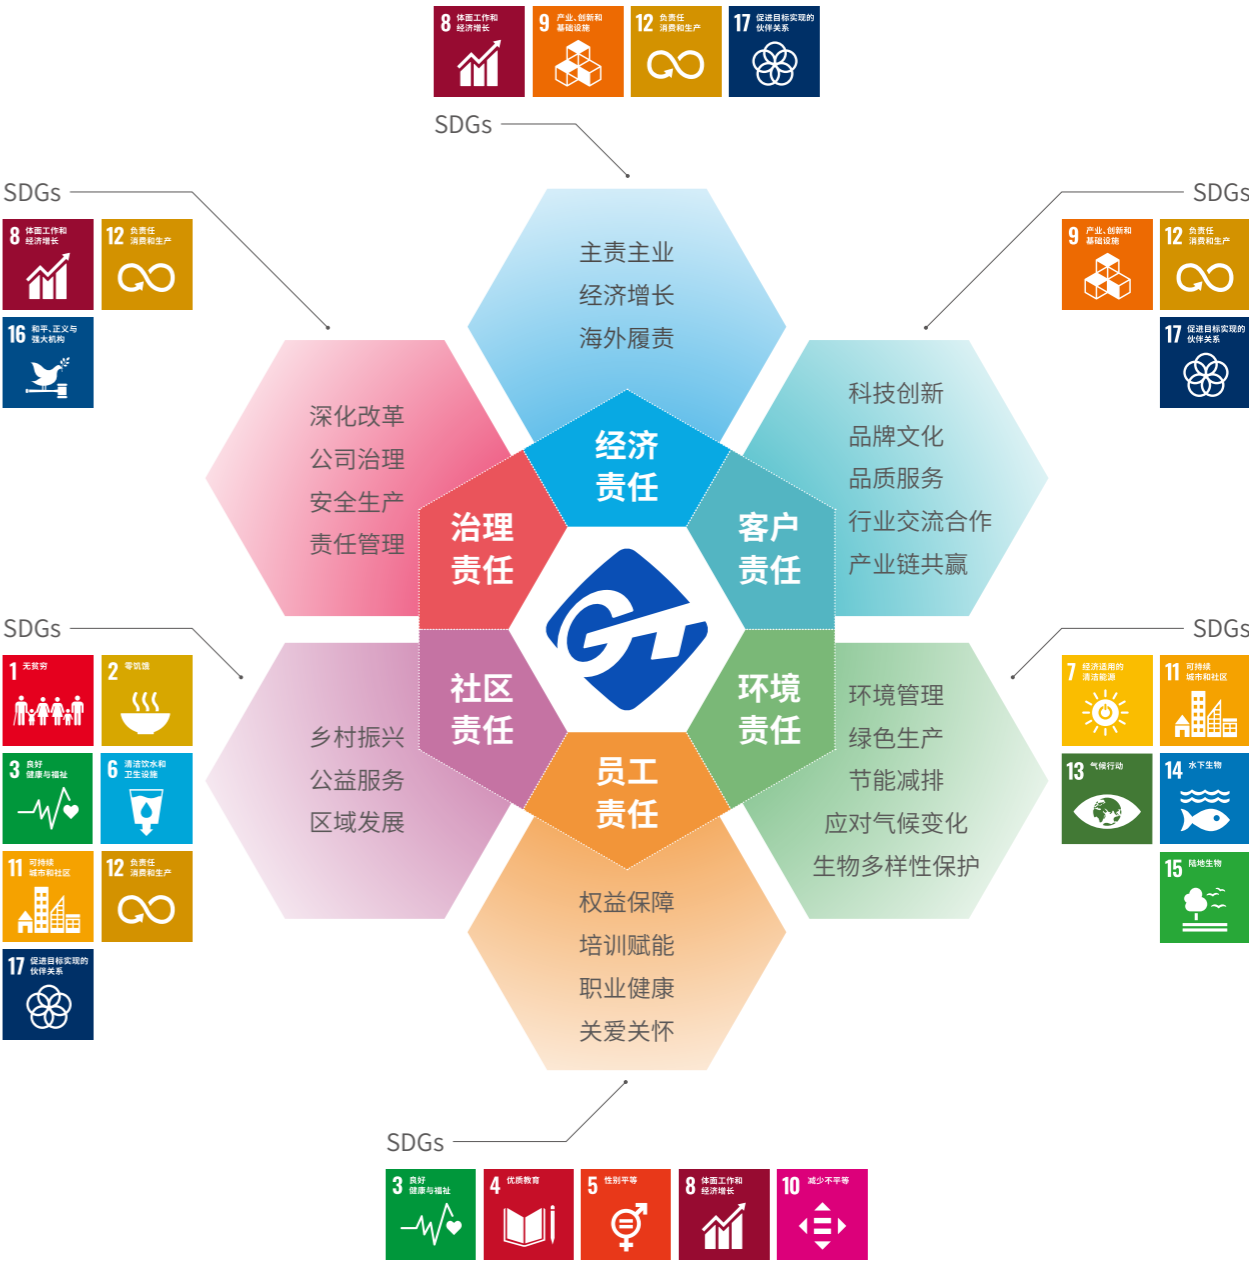 8 体面工作和
经济增长
9 产业、创新和
基础设施
12 负责任
消费和生产
17 促进目标实现的
伙伴关系
SDGs
SDGs
8 体面工作和
经济增长
12 负责任
消费和生产
16 和平、正义与
强大机构
SDGs
9 产业、创新和
基础设施
12 负责任
消费和生产
17 促进目标实现的
伙伴关系
主责主业
经济增长
海外履责
经济
责任
深化改革
公司治理
安全生产
责任管理
治理
责任
科技创新
品牌文化
品质服务
行业交流合作
产业链共赢
客户
责任
GT
SDGs
1 无贫穷
2 零饥饿
3 良好
健康与福祉
6 清洁饮水和
卫生设施
11 可持续
城市和社区
12 负责任
消费和生产
17 促进目标实现的
伙伴关系
乡村振兴
公益服务
区域发展
社区
责任
环境
责任
环境管理
绿色生产
节能减排
应对气候变化
生物多样性保护
SDGs
7 经济适用的
清洁能源
11 可持续
城市和社区
13 气候行动
14 水下生物
15 陆地生物
员工
责任
权益保障
培训赋能
职业健康
关爱关怀
SDGs
3 良好
健康与福祉
4 优质教育
5 性别平等
8 体面工作和
经济增长
10 减少不平等